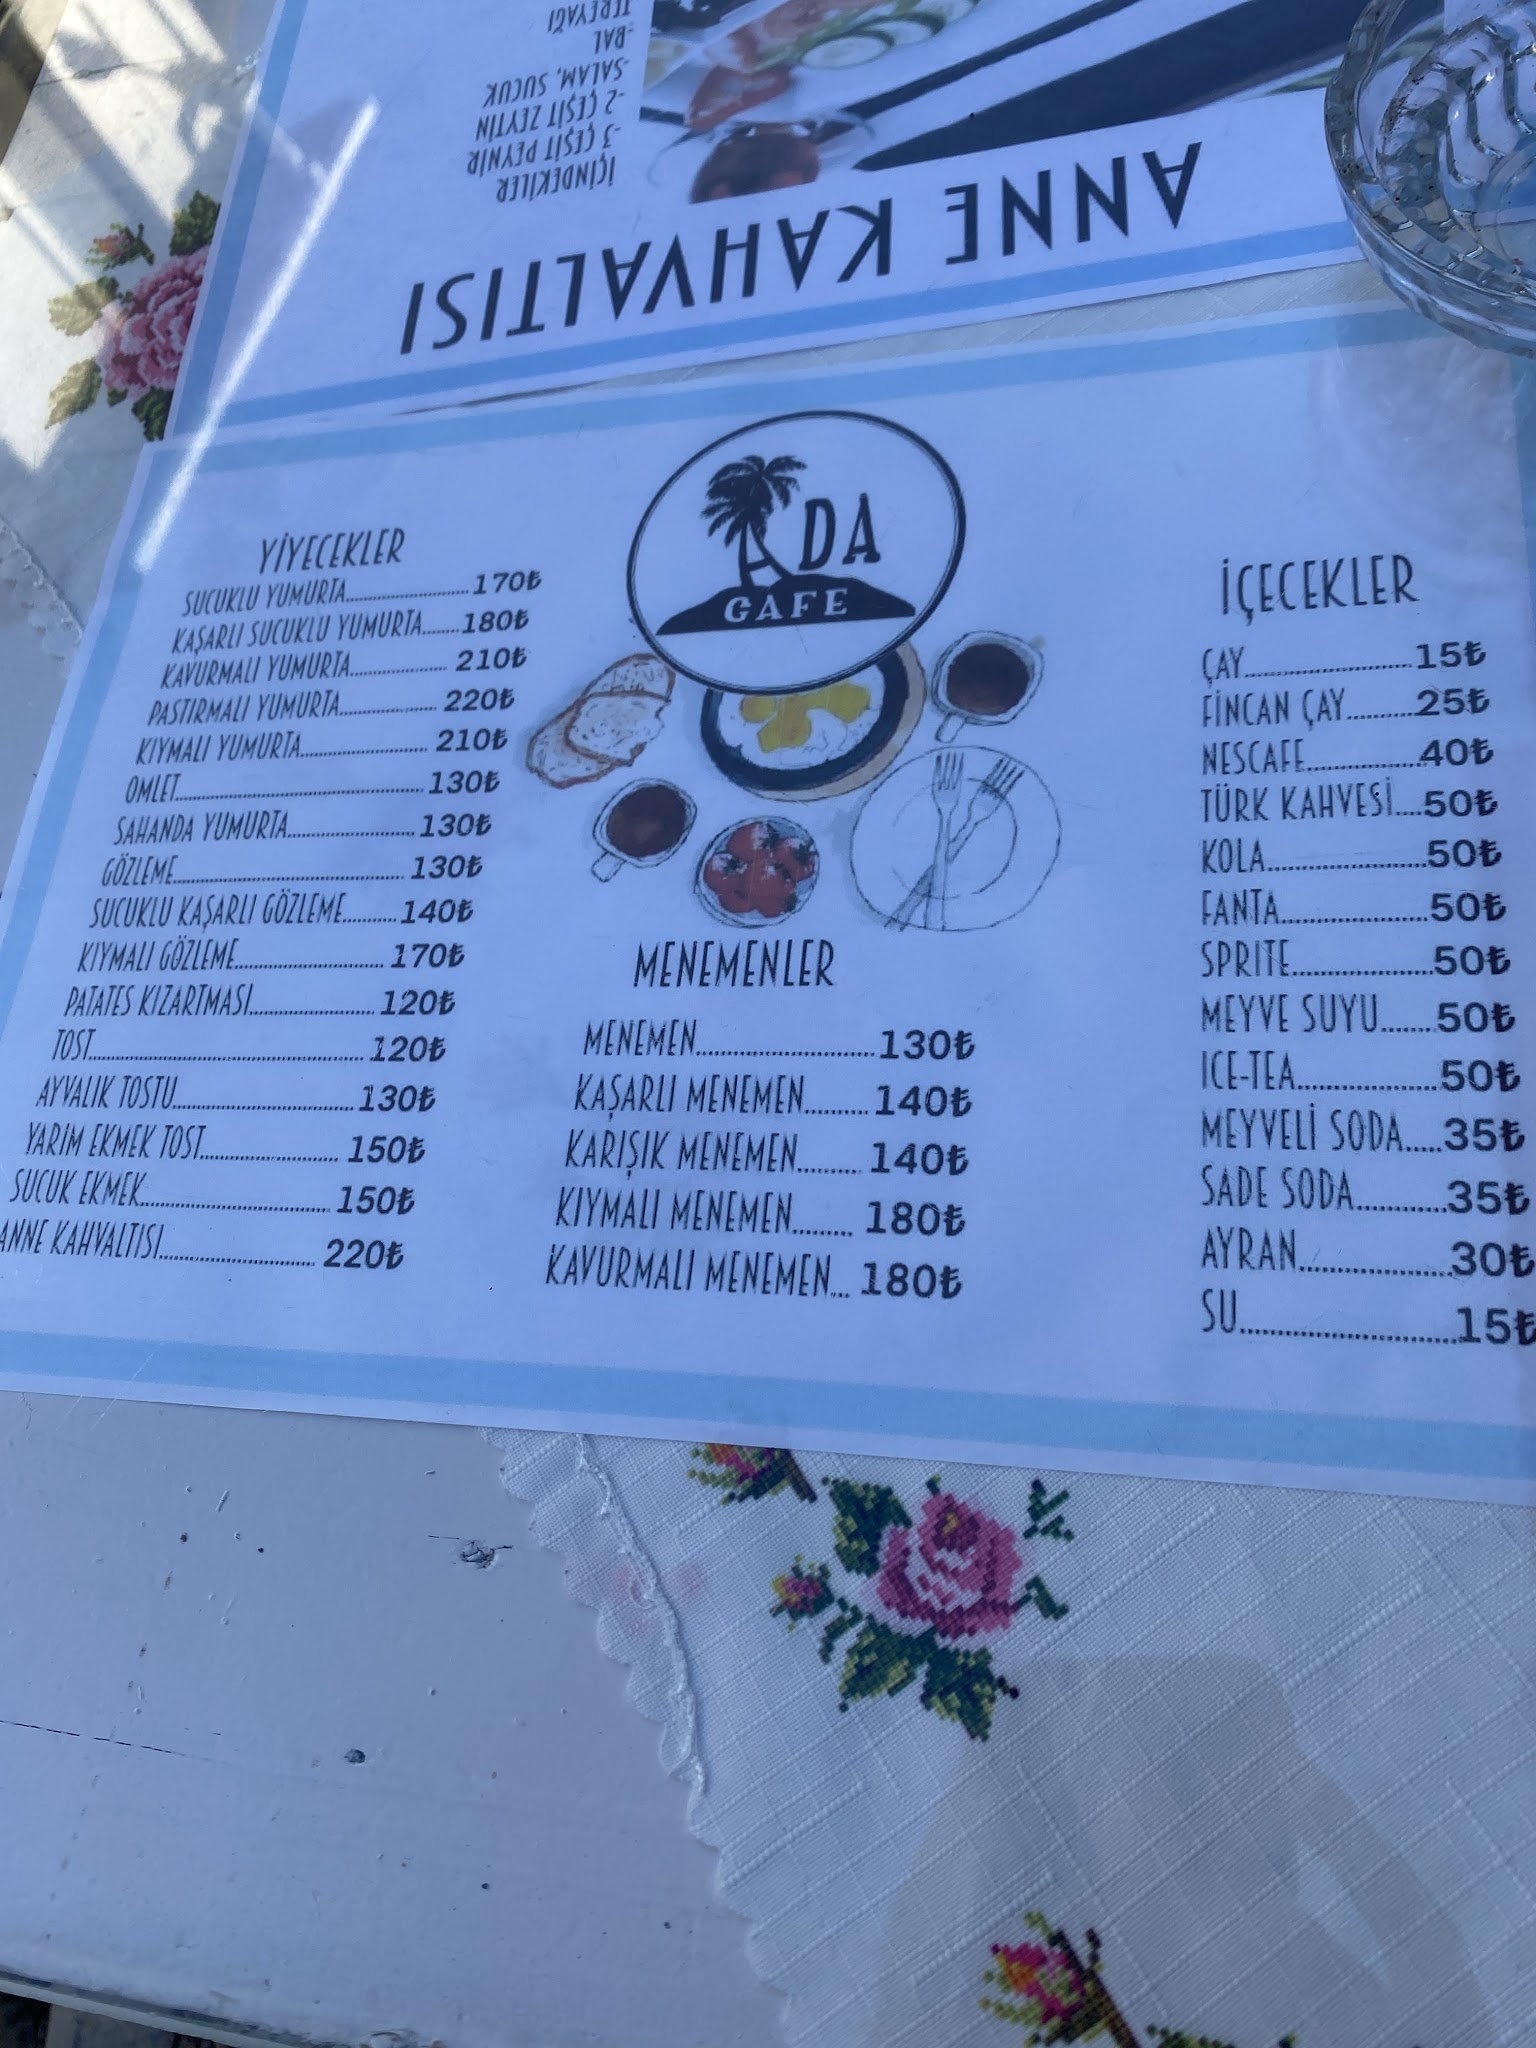 ANNE KAHVALTISI
İÇİNDEKİLER
-3 ÇEŞİT PEYNİR
-2 ÇEŞİT ZEYTİN
-SALAM, SUCUK
-BAL
TEREYAĞI
ADA
CAFE
YİYECEKLER
SUCUKLU YUMURTA.......................170₺
KAŞARLI SUCUKLU YUMURTA.......180₺
KAVURMALI YUMURTA..................210₺
PASTIRMALI YUMURTA..................220₺
KIYMALI YUMURTA.......................210₺
OMLET.............................................130₺
SAHANDA YUMURTA.......................130₺
GÖZLEME.........................................130₺
SUCUKLU KAŞARLI GÖZLEME.........140₺
KIYMALI GÖZLEME..........................170₺
PATATES KIZARTMASI......................120₺
TOST................................................120₺
AYVALIK TOSTU...............................130₺
YARIM EKMEK TOST.......................150₺
SUCUK EKMEK................................150₺
ANNE KAHVALTISI..........................220₺
MENEMENLER
MENEMEN.............................130₺
KAŞARLI MENEMEN..........140₺
KARIŞIK MENEMEN..........140₺
KIYMALI MENEMEN.........180₺
KAVURMALI MENEMEN...180₺
İÇECEKLER
ÇAY............................15₺
FİNCAN ÇAY..........25₺
NESCAFE..................40₺
TÜRK KAHVESİ....50₺
KOLA.........................50₺
FANTA......................50₺
SPRITE.....................50₺
MEYVE SUYU........50₺
ICE-TEA...................50₺
MEYVELİ SODA.....35₺
SADE SODA............35₺
AYRAN.....................30₺
SU................................15₺